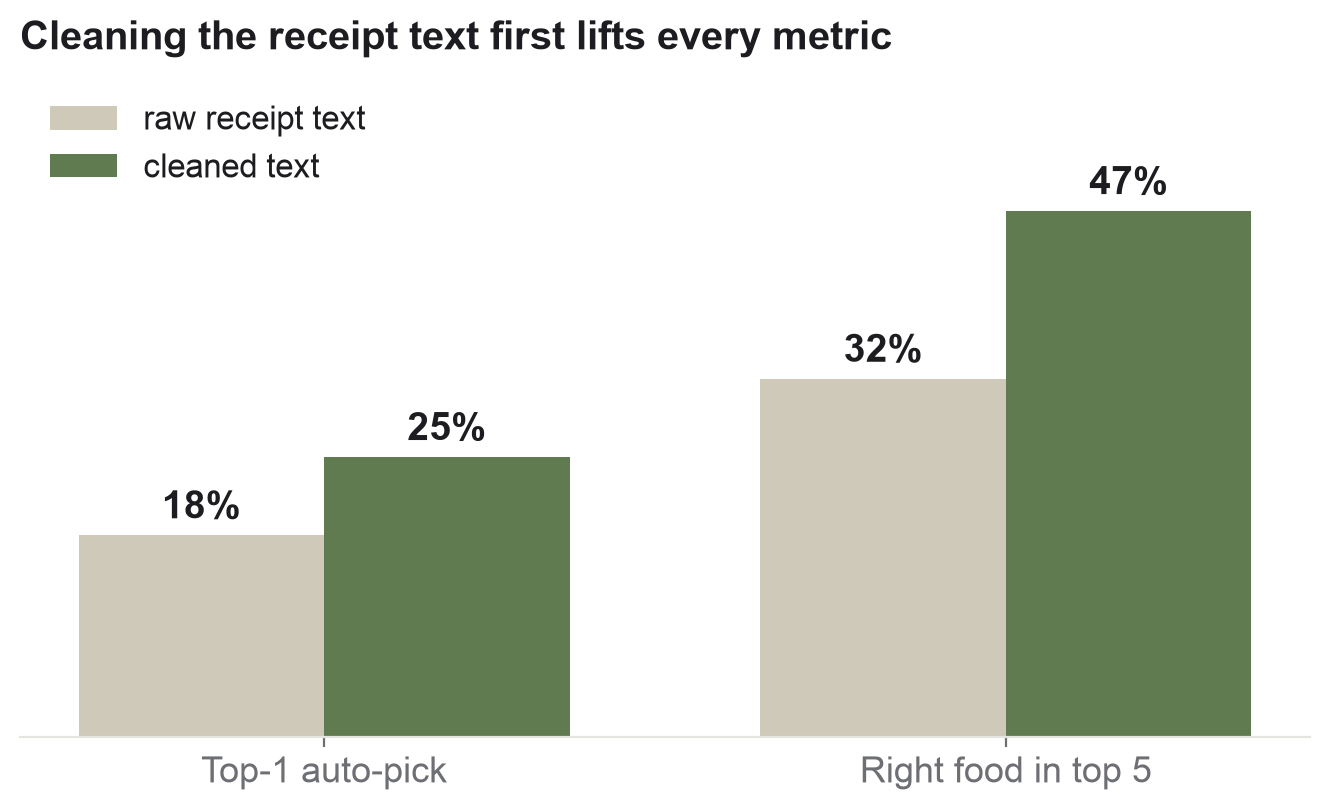 Cleaning the receipt text first lifts every metric
raw receipt text
cleaned text
18%
25%
32%
47%
Top-1 auto-pick
Right food in top 5